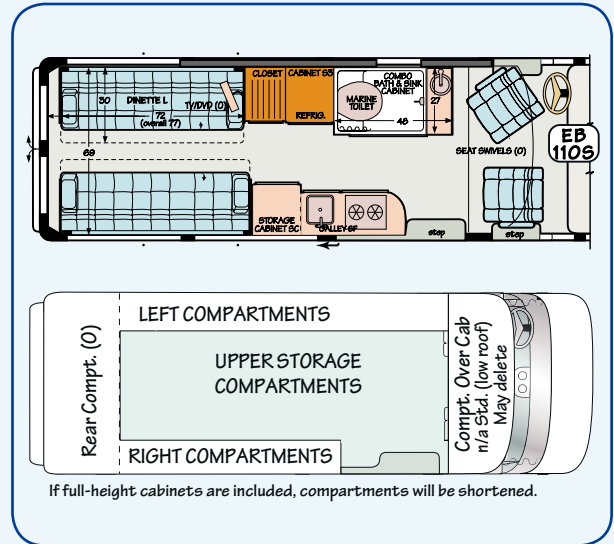 CLOSET
CABINET S3
COMBO
BATH & SINK
CABINET
30
DINETTE L
TV/DVD (O)
MARINE
TOILET
27
72
(overall 77)
REFRIG.
48
EB
110S
69
SEAT SWIVELS (O)
STORAGE
CABINET SC
GALLEY SF
step
step
LEFT COMPARTMENTS
Rear Compt. (O)
UPPER STORAGE
COMPARTMENTS
Compt. Over Cab
n/a Std. (low roof)
May delete
RIGHT COMPARTMENTS
If full-height cabinets are included, compartments will be shortened.